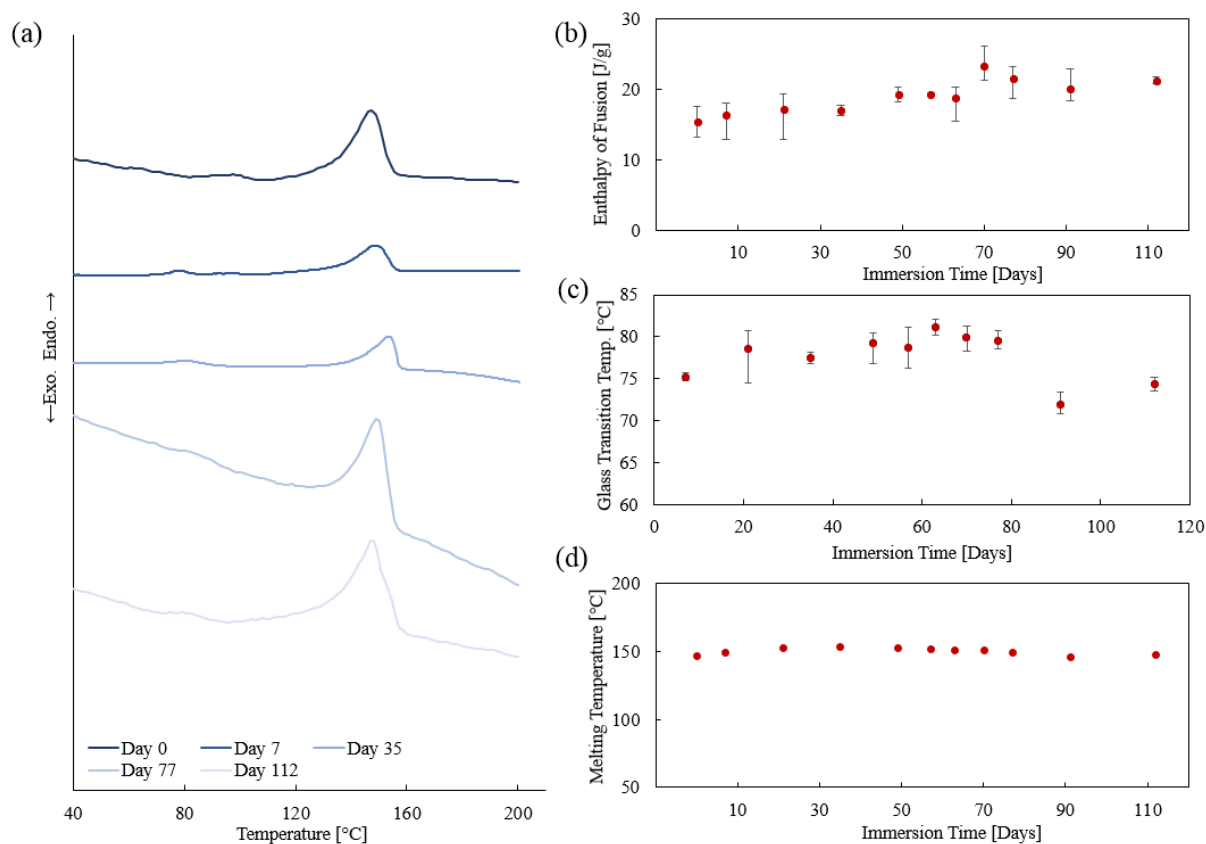 (a)
←Exo. Endo. →
Day 0 Day 7 Day 35
Day 77 Day 112
40 80 120 160 200
Temperature [°C]
(b)
Enthalpy of Fusion [J/g]
30
20
10
0
10 30 50 70 90 110
Immersion Time [Days]
(c)
Glass Transition Temp. [°C]
85
80
75
70
65
60
0 20 40 60 80 100 120
Immersion Time [Days]
(d)
Melting Temperature [°C]
200
150
100
50
10 30 50 70 90 110
Immersion Time [Days]